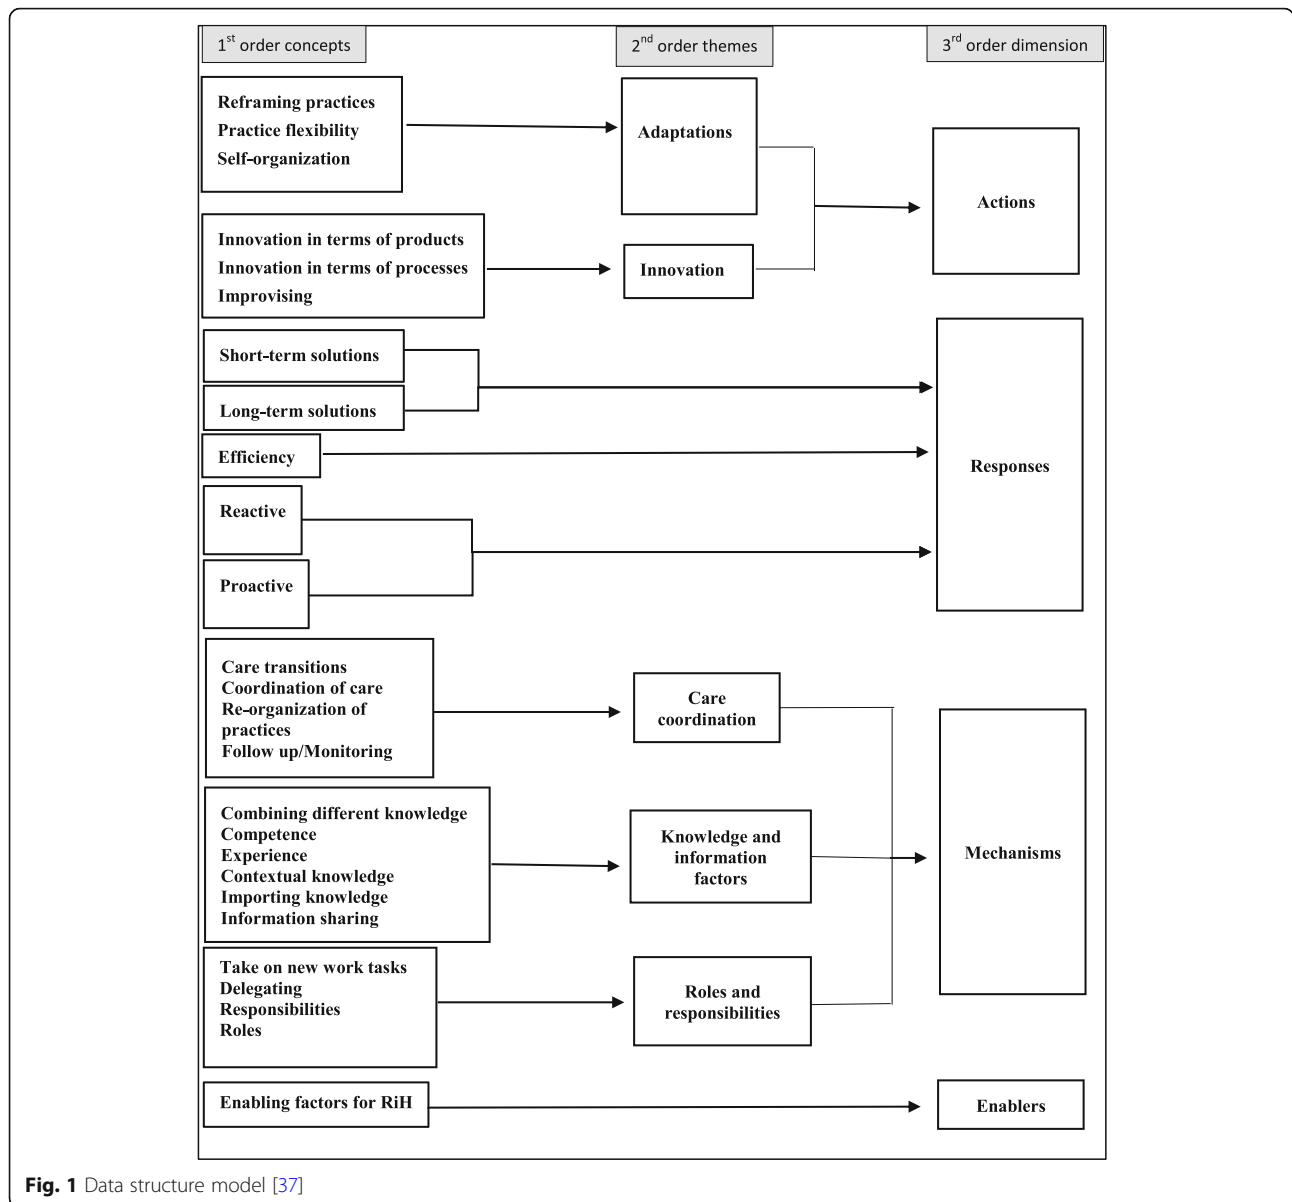 1st order concepts
2nd order themes
3rd order dimension
Reframing practices
Practice flexibility
Self-organization
Adaptations
Actions
Innovation in terms of products
Innovation in terms of processes
Improvising
Innovation
Short-term solutions
Long-term solutions
Efficiency
Reactive
Proactive
Responses
Care transitions
Coordination of care
Re-organization of
practices
Follow up/Monitoring
Care
coordination
Combining different knowledge
Competence
Experience
Contextual knowledge
Importing knowledge
Information sharing
Knowledge and
information
factors
Mechanisms
Take on new work tasks
Delegating
Responsibilities
Roles
Roles and
responsibilities
Enabling factors for RiH
Enablers
Fig. 1 Data structure model [37]